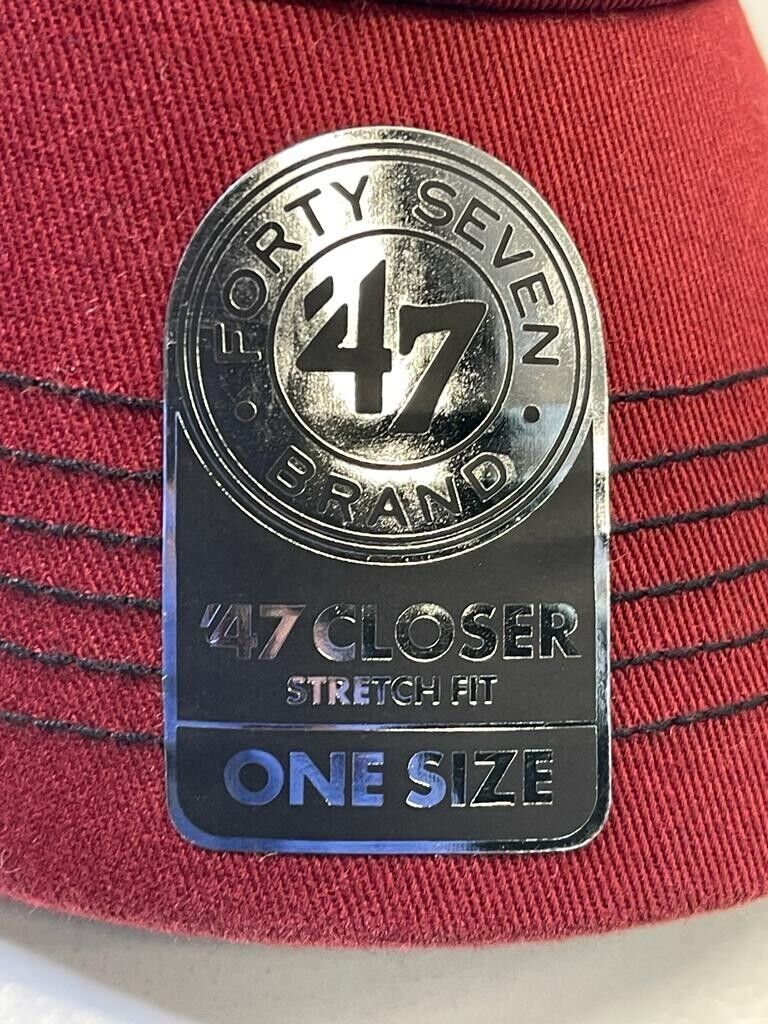 FORTY SEVEN
'47
BRAND
'47 CLOSER
STRETCH FIT
ONE SIZE